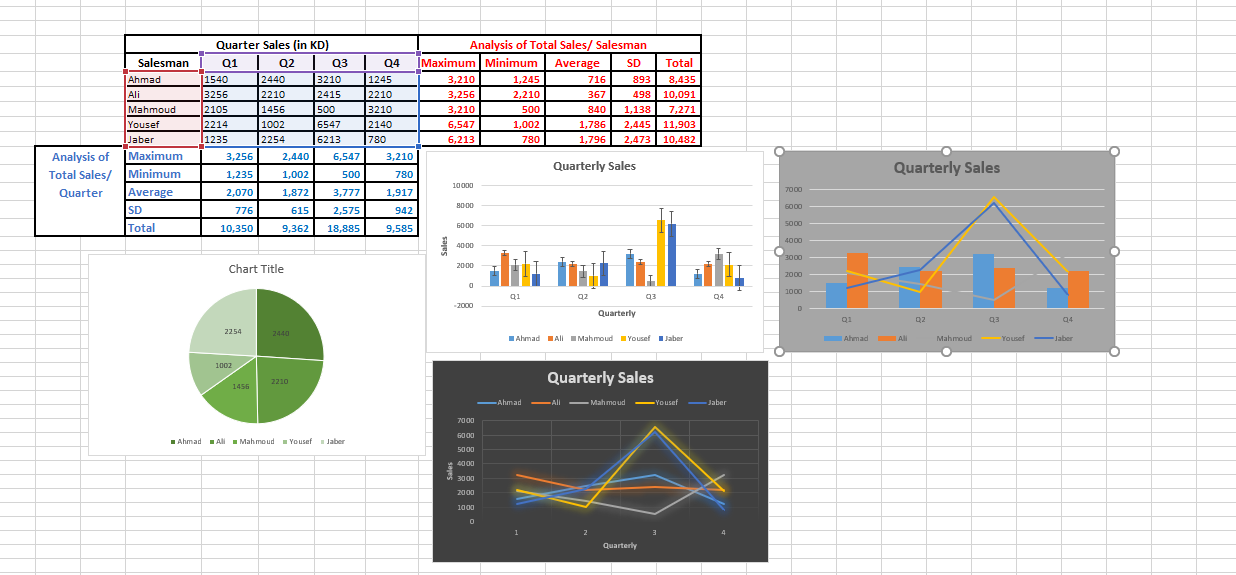 Quarter Sales (in KD) Analysis of Total Sales/ Salesman
Salesman Q1 Q2 Q3 Q4 Maximum Minimum Average SD Total
Ahmad 1540 2440 3210 1245 3,210 1,245 716 893 8,435
Ali 3256 2210 2415 2210 3,256 2,210 367 498 10,091
Mahmoud 2105 1456 500 3210 3,210 500 840 1,138 7,271
Yousef 2214 1002 6547 2140 6,547 1,002 1,786 2,445 11,903
Jaber 1235 2254 6213 780 6,213 780 1,796 2,473 10,482
Analysis of Total Sales/ Quarter
Maximum 3,256 2,440 6,547 3,210
Minimum 1,235 1,002 500 780
Average 2,070 1,872 3,777 1,917
SD 776 615 2,575 942
Total 10,350 9,362 18,885 9,585
Quarterly Sales
10000
8000
6000
4000
2000
0
-2000
Sales
Q1 Q2 Q3 Q4
Quarterly
Ahmad Ali Mahmoud Yousef Jaber
Quarterly Sales
7000
6000
5000
4000
3000
2000
1000
0
Q1 Q2 Q3 Q4
Ahmad Ali Mahmoud Yousef Jaber
Chart Title
2254 2440
1002
1456 2210
Ahmad Ali Mahmoud Yousef Jaber
Quarterly Sales
Ahmad Ali Mahmoud Yousef Jaber
7000
6000
5000
4000
3000
2000
1000
0
Sales
1 2 3 4
Quarterly